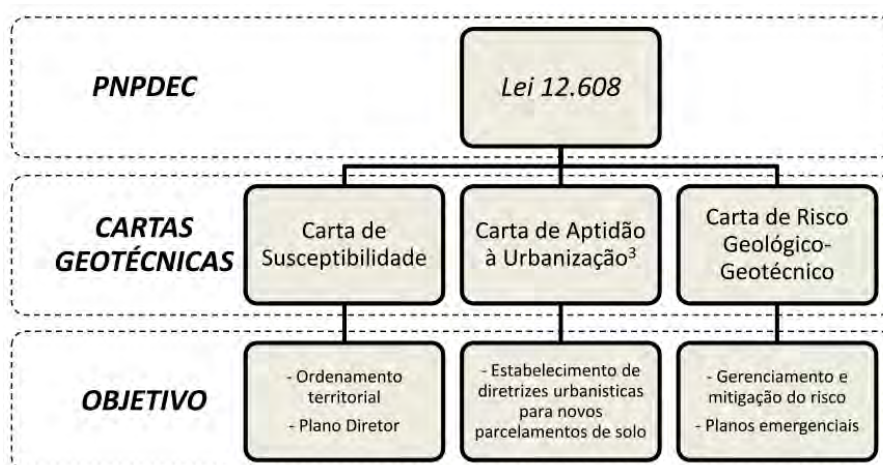 PNPDEC
Lei 12.608
CARTAS
GEOTÉCNICAS
Carta de
Susceptibilidade
Carta de Aptidão
à Urbanização³
Carta de Risco
Geológico-
Geotécnico
OBJETIVO
- Ordenamento
territorial
- Plano Diretor
- Estabelecimento de
diretrizes urbanisticas
para novos
parcelamentos de solo
- Gerenciamento e
mitigação do risco
- Planos emergenciais